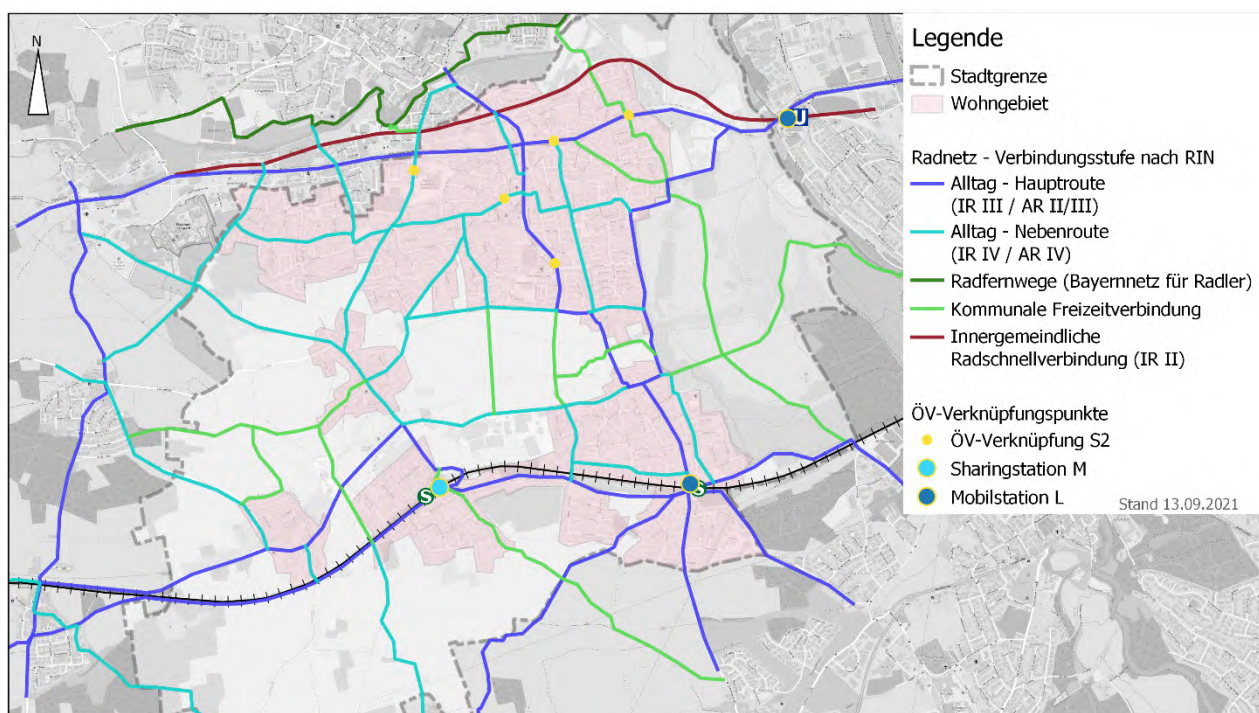 N
U
S
S
Legende
Stadtgrenze
Wohngebiet
Radnetz - Verbindungsstufe nach RIN
Alltag - Hauptroute
(IR III / AR II/III)
Alltag - Nebenroute
(IR IV / AR IV)
Radfernwege (Bayernnetz für Radler)
Kommunale Freizeitverbindung
Innergemeindliche
Radschnellverbindung (IR II)
ÖV-Verknüpfungspunkte
ÖV-Verknüpfung S2
Sharingstation M
Mobilstation L
Stand 13.09.2021